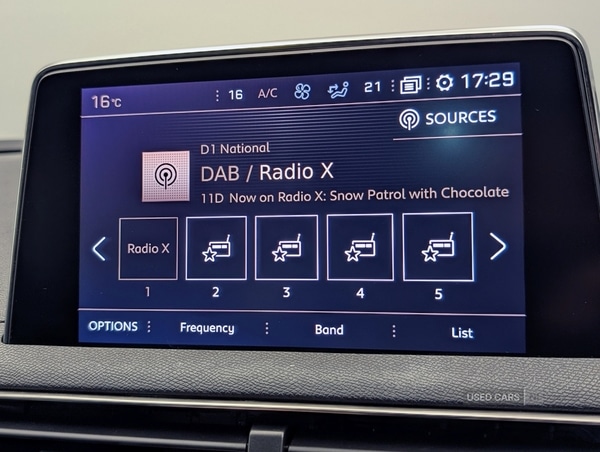 16°C 16 A/C 21 17:29
SOURCES
D1 National
DAB / Radio X
11D Now on Radio X: Snow Patrol with Chocolate
Radio X
1 2 3 4 5
OPTIONS Frequency Band List
USED CARS